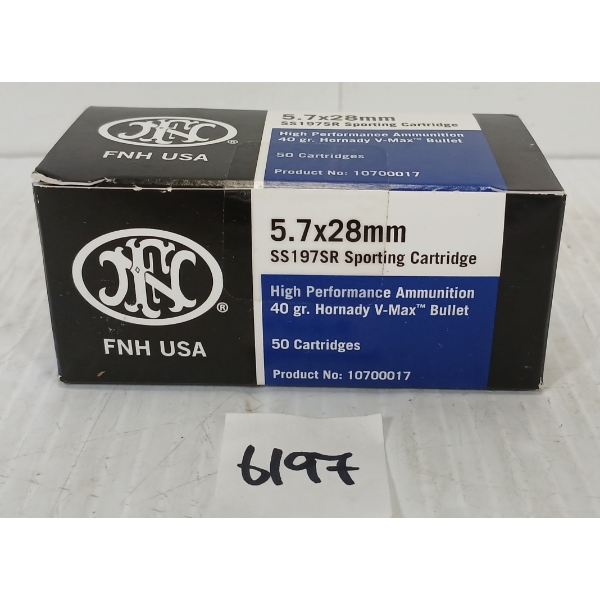 FN
FNH USA
5.7x28mm
SS197SR Sporting Cartridge
High Performance Ammunition
40 gr. Hornady V-Max™ Bullet
50 Cartridges
Product No: 10700017
FN®
FNH USA
5.7x28mm
SS197SR Sporting Cartridge
High Performance Ammunition
40 gr. Hornady V-Max™ Bullet
50 Cartridges
Product No: 10700017
6197